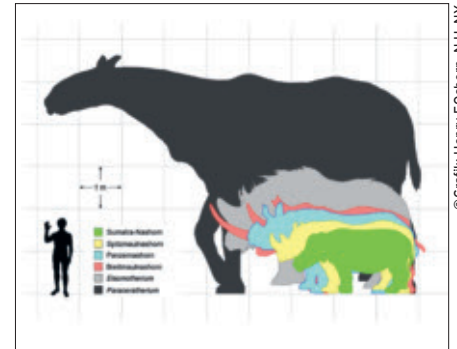 1 m
Sumatra-Nashorn
Spitzmaulnashorn
Panzernashorn
Breitmaulnashorn
Elasmotherium
Paraceratherium